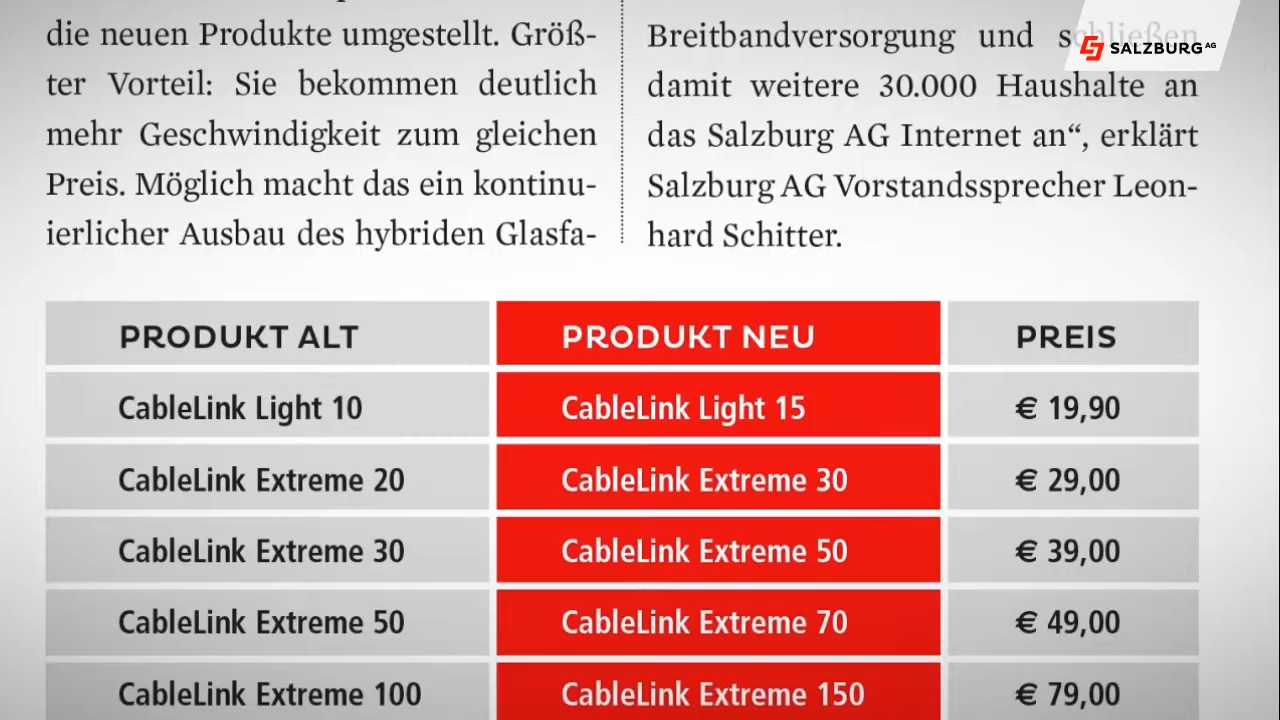 die neuen Produkte umgestellt. Größ-
ter Vorteil: Sie bekommen deutlich
mehr Geschwindigkeit zum gleichen
Preis. Möglich macht das ein kontinu-
ierlicher Ausbau des hybriden Glasfa-
Breitbandversorgung und schließen
damit weitere 30.000 Haushalte an
das Salzburg AG Internet an“, erklärt
Salzburg AG Vorstandssprecher Leon-
hard Schitter.
SALZBURG AG
PRODUKT ALT PRODUKT NEU PREIS
CableLink Light 10 CableLink Light 15 € 19,90
CableLink Extreme 20 CableLink Extreme 30 € 29,00
CableLink Extreme 30 CableLink Extreme 50 € 39,00
CableLink Extreme 50 CableLink Extreme 70 € 49,00
CableLink Extreme 100 CableLink Extreme 150 € 79,00